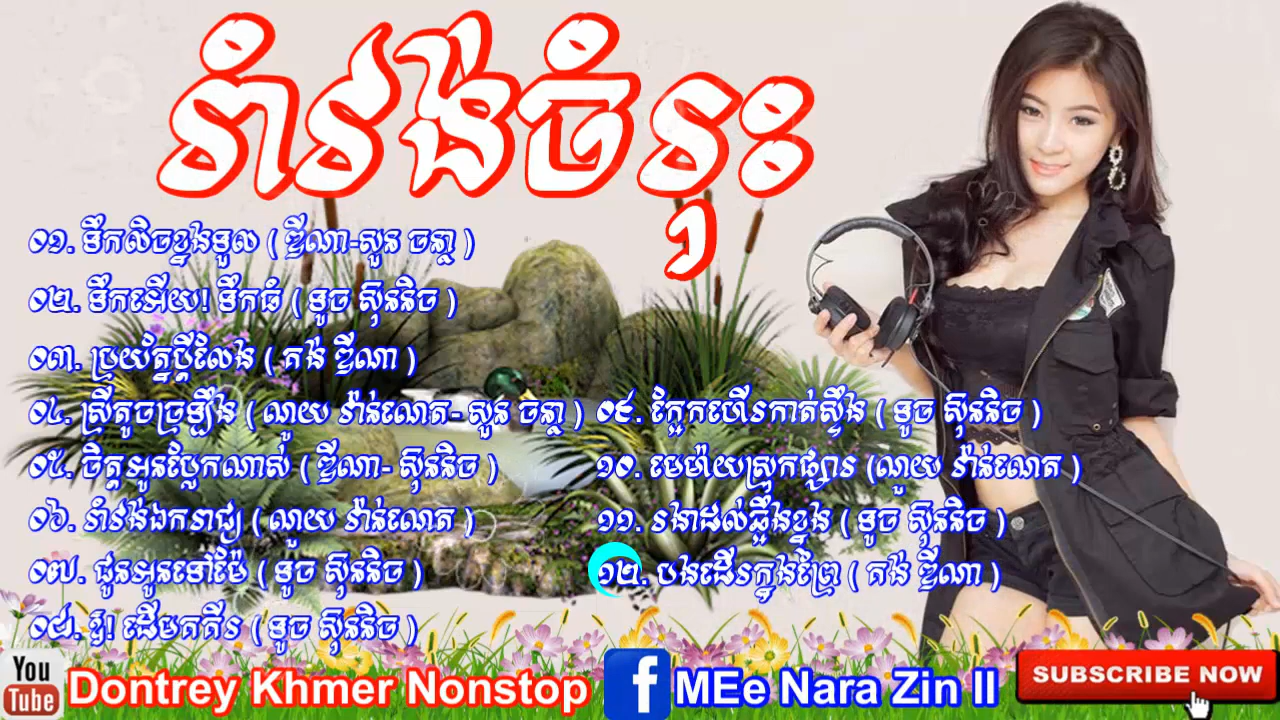 រាំវង់ចំរុះ
០១. ទឹកលិចខ្នងទួល ( ឌីណា-សួន ចន្ថា )
០២. ទឹកអើយ! ទឹកធំ ( ទូច ស៊ុននិច )
០៣. ប្រយ័ត្នប្តីលែង ( គង់ ឌីណា )
០៤. ស្រីតូចច្រឡឹង ( ណូយ វ៉ាន់ណេត- សួន ចន្ថា )
០៥. ចិត្តអូនប្លែកណាស់ ( ឌីណា- ស៊ុននិច )
០៦. រាំវង់ឯករាជ្យ ( ណូយ វ៉ាន់ណេត )
០៧. ជូនអូនទៅម៉ែ ( ទូច ស៊ុននិច )
០៨. ឱ! ដើមគគីរ ( ទូច ស៊ុននិច )
០៩. ក្អែកហើរកាត់ស្ទឹង ( ទូច ស៊ុននិច )
១០. មេម៉ាយស្រុកផ្សារ (ណូយ វ៉ាន់ណេត )
១១. រងាដល់ឆ្អឹងខ្នង ( ទូច ស៊ុននិច )
១២. បងដើរក្នុងព្រៃ ( គង់ ឌីណា )
You Tube Dontrey Khmer Nonstop f MEe Nara Zin II SUBSCRIBE NOW